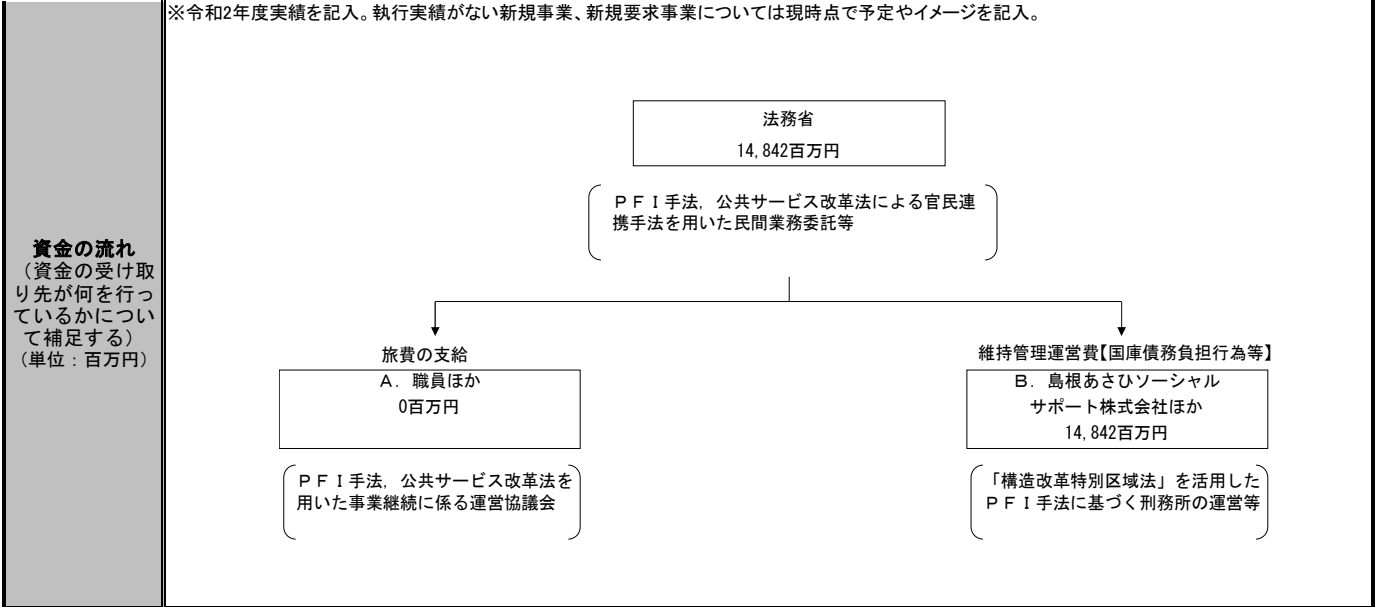 ※令和2年度実績を記入。執行実績がない新規事業、新規要求事業については現時点で予定やイメージを記入。
資金の流れ
（資金の受け取
り先が何を行っ
ているかについ
て補足する）
（単位：百万円）
法務省
14,842百万円
ＰＦＩ手法，公共サービス改革法による官民連
携手法を用いた民間業務委託等
旅費の支給
Ａ．職員ほか
0百万円
ＰＦＩ手法，公共サービス改革法を
用いた事業継続に係る運営協議会
維持管理運営費【国庫債務負担行為等】
Ｂ．島根あさひソーシャル
サポート株式会社ほか
14,842百万円
「構造改革特別区域法」を活用した
ＰＦＩ手法に基づく刑務所の運営等